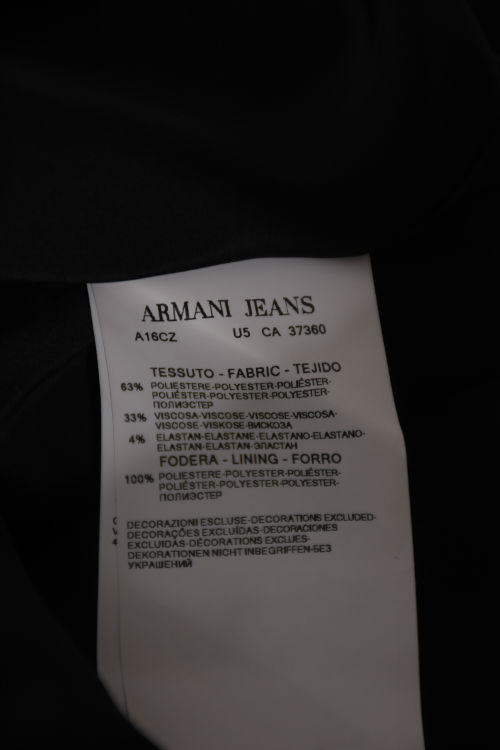 ARMANI JEANS
A16CZ U5 CA 37360
TESSUTO - FABRIC - TEJIDO
63% POLIESTERE-POLYESTER-POLIÉSTER-
POLIÉSTER-POLYESTER-POLYESTER-
ПОЛИЭСТЕР
33% VISCOSA-VISCOSE-VISCOSE-VISCOSA-
VISCOSE-VISKOSE-ВИСКОЗА
4% ELASTAN-ELASTANE-ELASTANO-ELASTANO-
ELASTAN-ELASTAN-ЭЛАСТАН
FODERA - LINING - FORRO
100% POLIESTERE-POLYESTER-POLIÉSTER-
POLIÉSTER-POLYESTER-POLYESTER-
ПОЛИЭСТЕР
DECORAZIONI ESCLUSE-DECORATIONS EXCLUDED-
DECORAÇÕES EXCLUÍDAS-DECORACIONES
EXCLUIDAS-DÉCORATIONS EXCLUES-
DEKORATIONEN NICHT INBEGRIFFEN-БЕЗ
УКРАШЕНИЙ